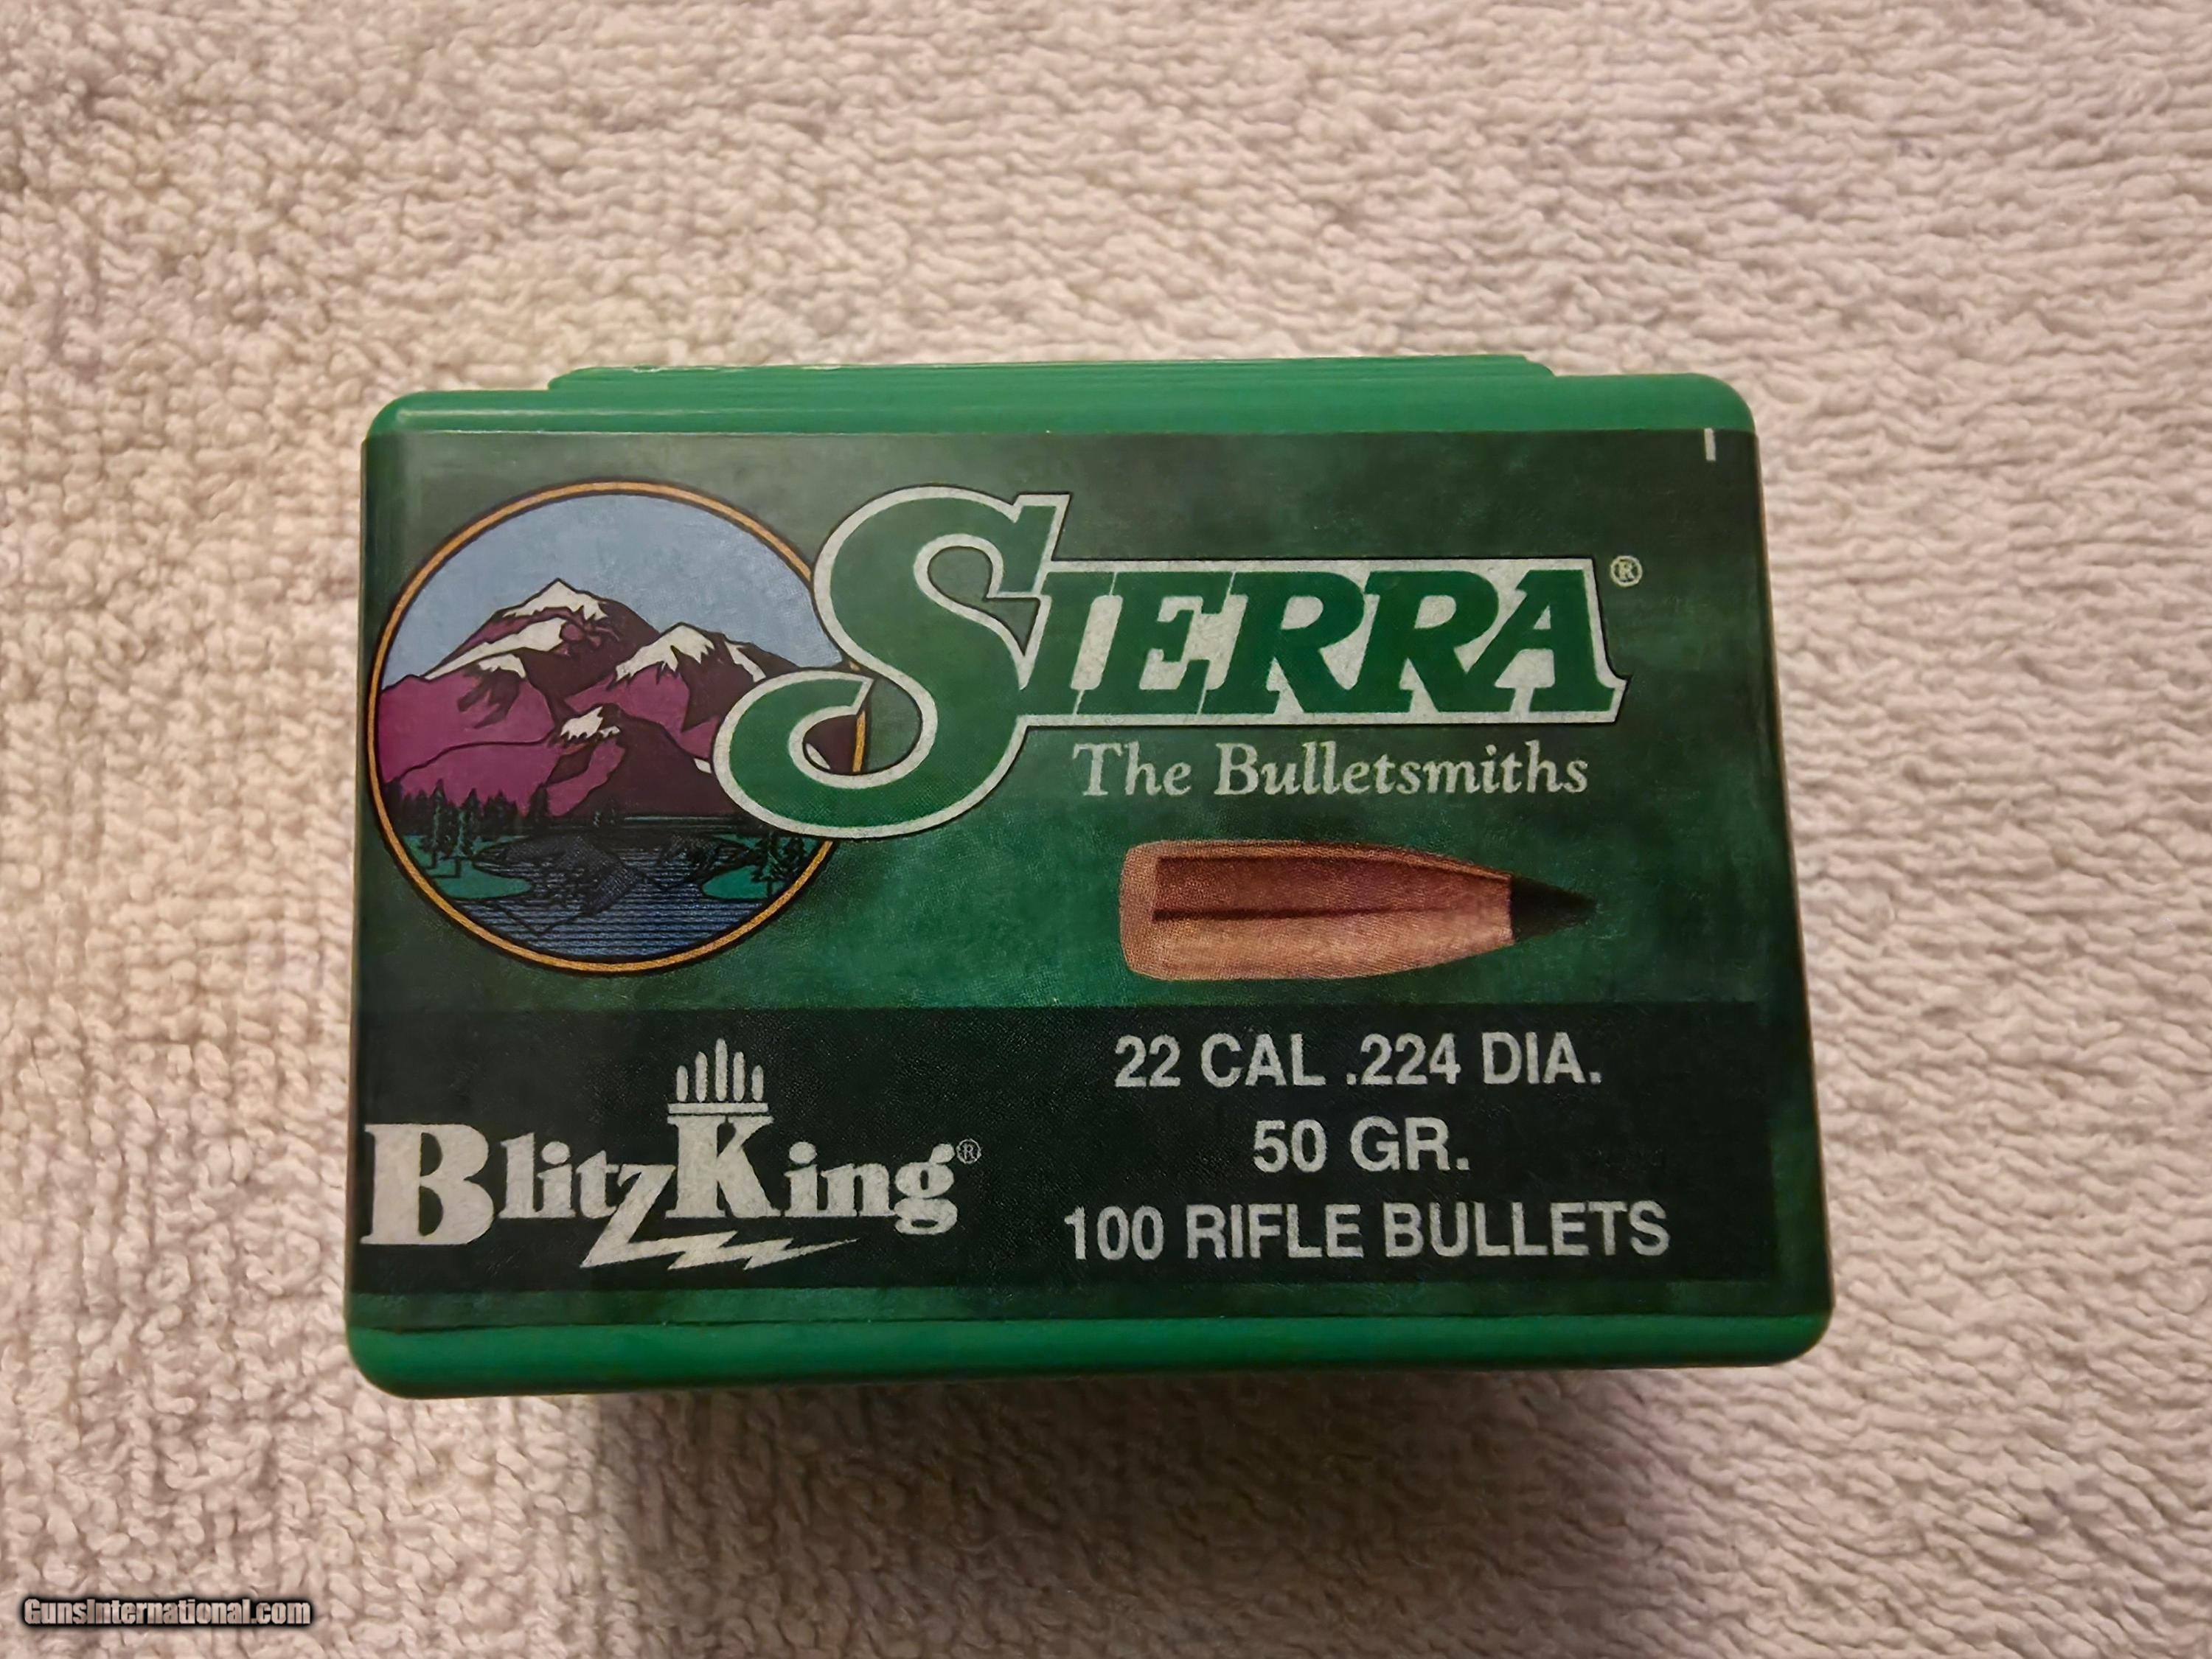 SIERRA®
The Bulletsmiths
BlitzKing®
22 CAL .224 DIA.
50 GR.
100 RIFLE BULLETS
GunsInternational.com